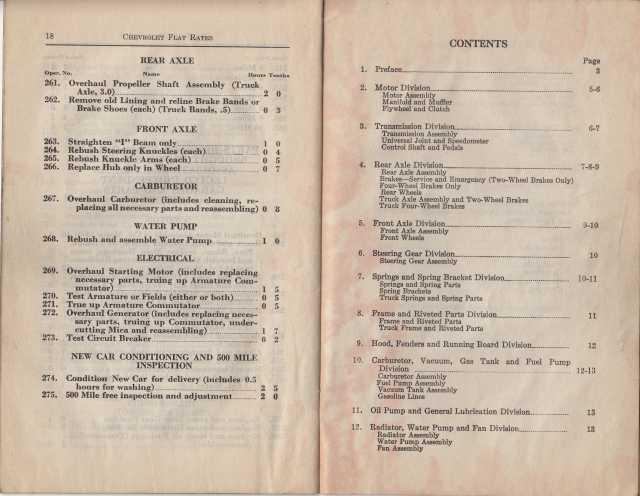 18 CHEVROLET FLAT RATES
REAR AXLE
Oper. No. Name Hours Tenths
261. Overhaul Propeller Shaft Assembly (Truck
Axle, 3.0) 2 0
262. Remove old Lining and reline Brake Bands or
Brake Shoes (each) (Truck Bands, .5) 0 3
FRONT AXLE
263. Straighten "I" Beam only 1 0
264. Rebush Steering Knuckles (each) 0 4
265. Rebush Knuckle Arms (each) 0 5
266. Replace Hub only in Wheel 0 7
CARBURETOR
267. Overhaul Carburetor (includes cleaning, re-
placing all necessary parts and reassembling) 0 8
WATER PUMP
268. Rebush and assemble Water Pump 1 0
ELECTRICAL
269. Overhaul Starting Motor (includes replacing
necessary parts, truing up Armature Com-
mutator) 1 5
270. Test Armature or Fields (either or both) 0 5
271. True up Armature Commutator 0 5
272. Overhaul Generator (includes replacing neces-
sary parts, truing up Commutator, under-
cutting Mica and reassembling) 1 7
273. Test Circuit Breaker 0 2
NEW CAR CONDITIONING AND 500 MILE
INSPECTION
274. Condition New Car for delivery (includes 0.5
hours for washing) 2 5
275. 500 Mile free inspection and adjustment 2 0
CONTENTS
Page
1. Preface 3
2. Motor Division 5-6
Motor Assembly
Manifold and Muffler
Flywheel and Clutch
3. Transmission Division 6-7
Transmission Assembly
Universal Joint and Speedometer
Control Shaft and Pedals
4. Rear Axle Division 7-8-9
Rear Axle Assembly
Brakes—Service and Emergency (Two-Wheel Brakes Only)
Four-Wheel Brakes Only
Rear Wheels
Truck Axle Assembly and Two-Wheel Brakes
Truck Four-Wheel Brakes
5. Front Axle Division 9-10
Front Axle Assembly
Front Wheels
6. Steering Gear Division 10
Steering Gear Assembly
7. Springs and Spring Bracket Division 10-11
Springs and Spring Parts
Spring Brackets
Truck Springs and Spring Parts
8. Frame and Riveted Parts Division 11
Frame and Riveted Parts
Truck Frame and Riveted Parts
9. Hood, Fenders and Running Board Division 12
10. Carburetor, Vacuum, Gas Tank and Fuel Pump
Division 12-13
Carburetor Assembly
Fuel Pump Assembly
Vacuum Tank Assembly
Gasoline Lines
11. Oil Pump and General Lubrication Division 13
12. Radiator, Water Pump and Fan Division 13
Radiator Assembly
Water Pump Assembly
Fan Assembly